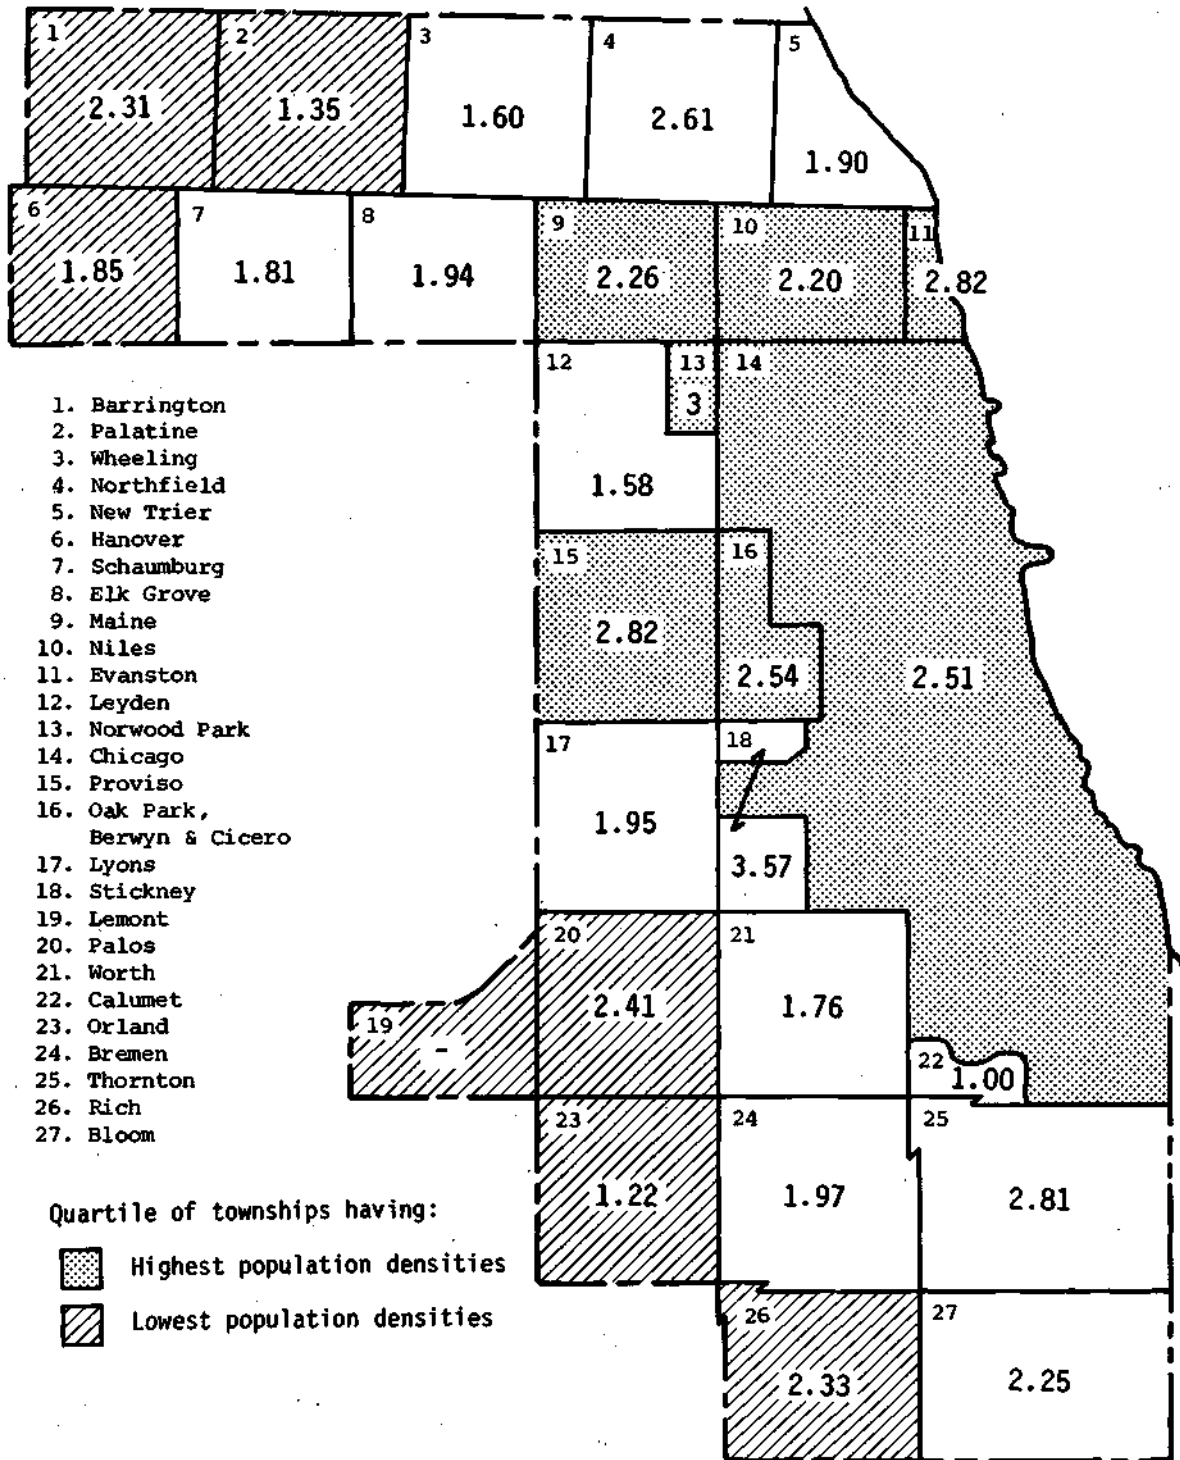 1
2
3
4
5
2.31
1.35
1.60
2.61
1.90
6
7
8
9
10
11
1.85
1.81
1.94
2.26
2.20
2.82
12
13
14
3
1.58
1. Barrington
2. Palatine
3. Wheeling
4. Northfield
5. New Trier
6. Hanover
7. Schaumburg
8. Elk Grove
9. Maine
10. Niles
11. Evanston
12. Leyden
13. Norwood Park
14. Chicago
15. Proviso
16. Oak Park,
Berwyn & Cicero
17. Lyons
18. Stickney
19. Lemont
20. Palos
21. Worth
22. Calumet
23. Orland
24. Bremen
25. Thornton
26. Rich
27. Bloom
15
16
2.82
2.54
2.51
17
18
1.95
3.57
20
21
19
-
2.41
1.76
22
1.00
23
24
25
1.22
1.97
2.81
26
27
2.33
2.25
Quartile of townships having:
Highest population densities
Lowest population densities